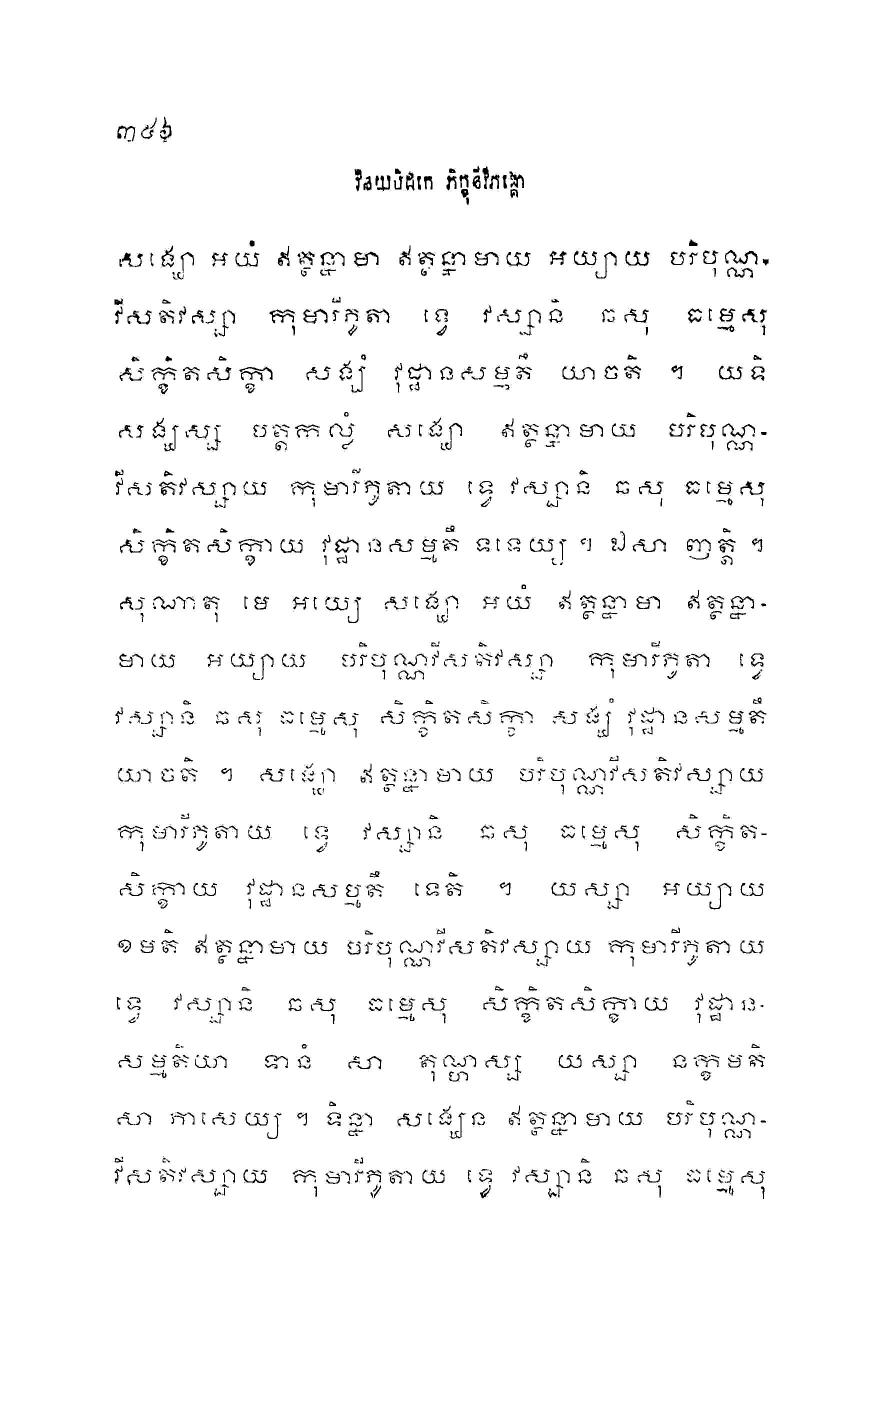 ៣៨៦
វិនយបិដកេ ភិក្ខុនីវិភង្គោ
សង្ឃោ អយំ ឥត្ថន្នាមា ឥត្ថន្នាមាយ អយ្យាយ បរិបុណ្ណ-
វីសតិវស្សា កុមារីភូតា ទ្វេ វស្សានិ ឆសុ ធម្មេសុ
សិក្ខិតសិក្ខា សង្ឃំ វុដ្ឋានសម្មតឹ យាចតិ ។ យទិ
សង្ឃស្ស បត្តកល្លំ សង្ឃោ ឥត្ថន្នាមាយ បរិបុណ្ណ-
វីសតិវស្សាយ កុមារីភូតាយ ទ្វេ វស្សានិ ឆសុ ធម្មេសុ
សិក្ខិតសិក្ខាយ វុដ្ឋានសម្មតឹ ទទេយ្យ ។ ឯសា ញត្តិ ។
សុណាតុ មេ អយ្យេ សង្ឃោ អយំ ឥត្ថន្នាមា ឥត្ថន្នា-
មាយ អយ្យាយ បរិបុណ្ណវីសតិវស្សា កុមារីភូតា ទ្វេ
វស្សានិ ឆសុ ធម្មេសុ សិក្ខិតសិក្ខា សង្ឃំ វុដ្ឋានសម្មតឹ
យាចតិ ។ សង្ឃោ ឥត្ថន្នាមាយ បរិបុណ្ណវីសតិវស្សាយ
កុមារីភូតាយ ទ្វេ វស្សានិ ឆសុ ធម្មេសុ សិក្ខិត-
សិក្ខាយ វុដ្ឋានសម្មតឹ ទេតិ ។ យស្សា អយ្យាយ
ខមតិ ឥត្ថន្នាមាយ បរិបុណ្ណវីសតិវស្សាយ កុមារីភូតាយ
ទ្វេ វស្សានិ ឆសុ ធម្មេសុ សិក្ខិតសិក្ខាយ វុដ្ឋាន-
សម្មតិយា ទានំ សា តុណ្ហស្ស យស្សា នក្ខមតិ
សា ភាសេយ្យ ។ ទិន្នា សង្ឃេន ឥត្ថន្នាមាយ បរិបុណ្ណ-
វីសតិវស្សាយ កុមារីភូតាយ ទ្វេ វស្សានិ ឆសុ ធម្មេសុ